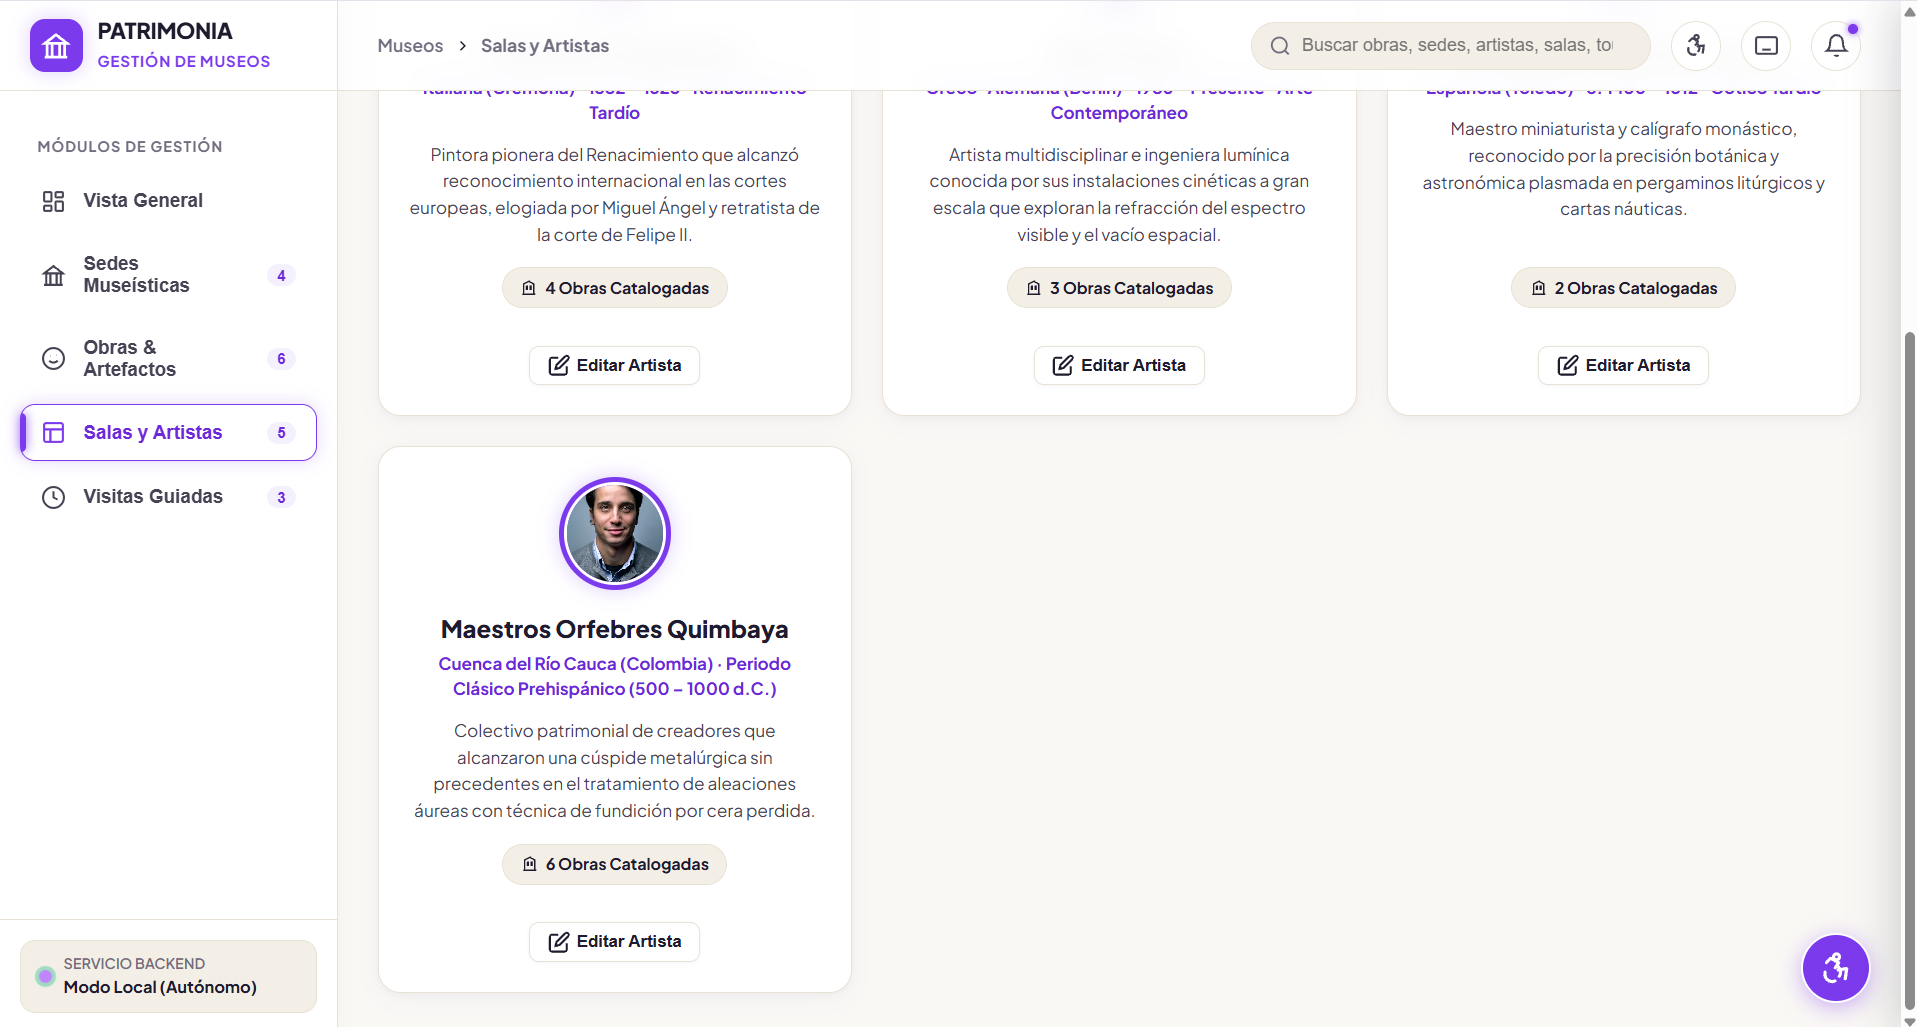 PATRIMONIA
GESTIÓN DE MUSEOS
Museos > Salas y Artistas
Buscar obras, sedes, artistas, salas, to
MÓDULOS DE GESTIÓN
Vista General
Sedes
Museísticas
4
Obras &
Artefactos
6
Salas y Artistas
5
Visitas Guiadas
3
SERVICIO BACKEND
Modo Local (Autónomo)
Tardío
Pintora pionera del Renacimiento que alcanzó
reconocimiento internacional en las cortes
europeas, elogiada por Miguel Ángel y retratista de
la corte de Felipe II.
4 Obras Catalogadas
Editar Artista
Contemporáneo
Artista multidisciplinar e ingeniera lumínica
conocida por sus instalaciones cinéticas a gran
escala que exploran la refracción del espectro
visible y el vacío espacial.
3 Obras Catalogadas
Editar Artista
Maestro miniaturista y calígrafo monástico,
reconocido por la precisión botánica y
astronómica plasmada en pergaminos litúrgicos y
cartas náuticas.
2 Obras Catalogadas
Editar Artista
Maestros Orfebres Quimbaya
Cuenca del Río Cauca (Colombia) · Periodo
Clásico Prehispánico (500 – 1000 d.C.)
Colectivo patrimonial de creadores que
alcanzaron una cúspide metalúrgica sin
precedentes en el tratamiento de aleaciones
áureas con técnica de fundición por cera perdida.
6 Obras Catalogadas
Editar Artista